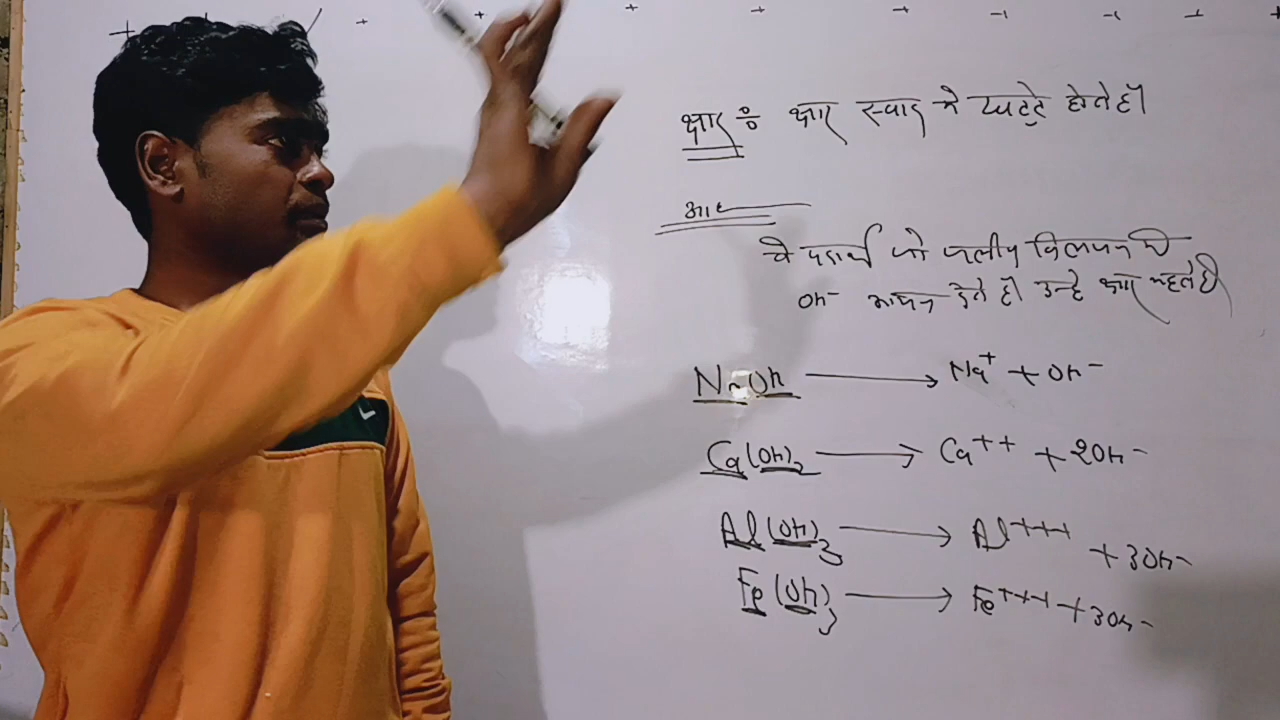 क्षार ÷ क्षार स्वाद मे खट्टे होते है।
वे पदार्थ जो जलीय विलयन मे
OH⁻ आयन देते है। उन्हे क्षार कहते है
NaOH ⟶ Na⁺ + OH⁻
Ca(OH)₂ ⟶ Ca⁺⁺ + 2OH⁻
Al(OH)₃ ⟶ Al⁺⁺⁺ + 3OH⁻
Fe(OH)₃ ⟶ Fe⁺⁺⁺ + 3OH⁻